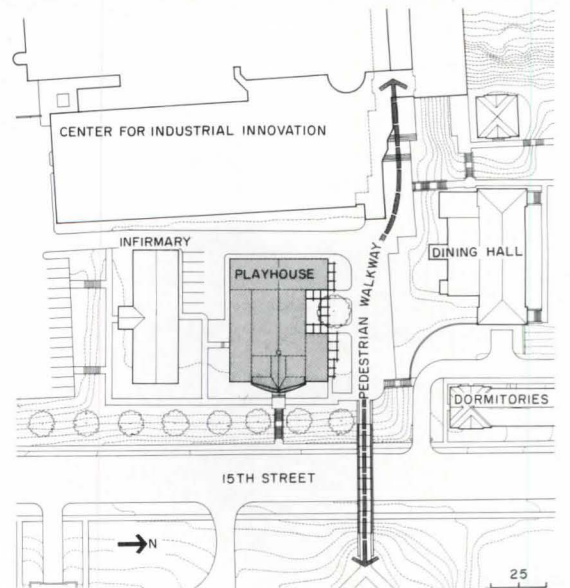 CENTER FOR INDUSTRIAL INNOVATION
INFIRMARY
PLAYHOUSE
PEDESTRIAN WALKWAY
DINING HALL
DORMITORIES
15TH STREET
N
25